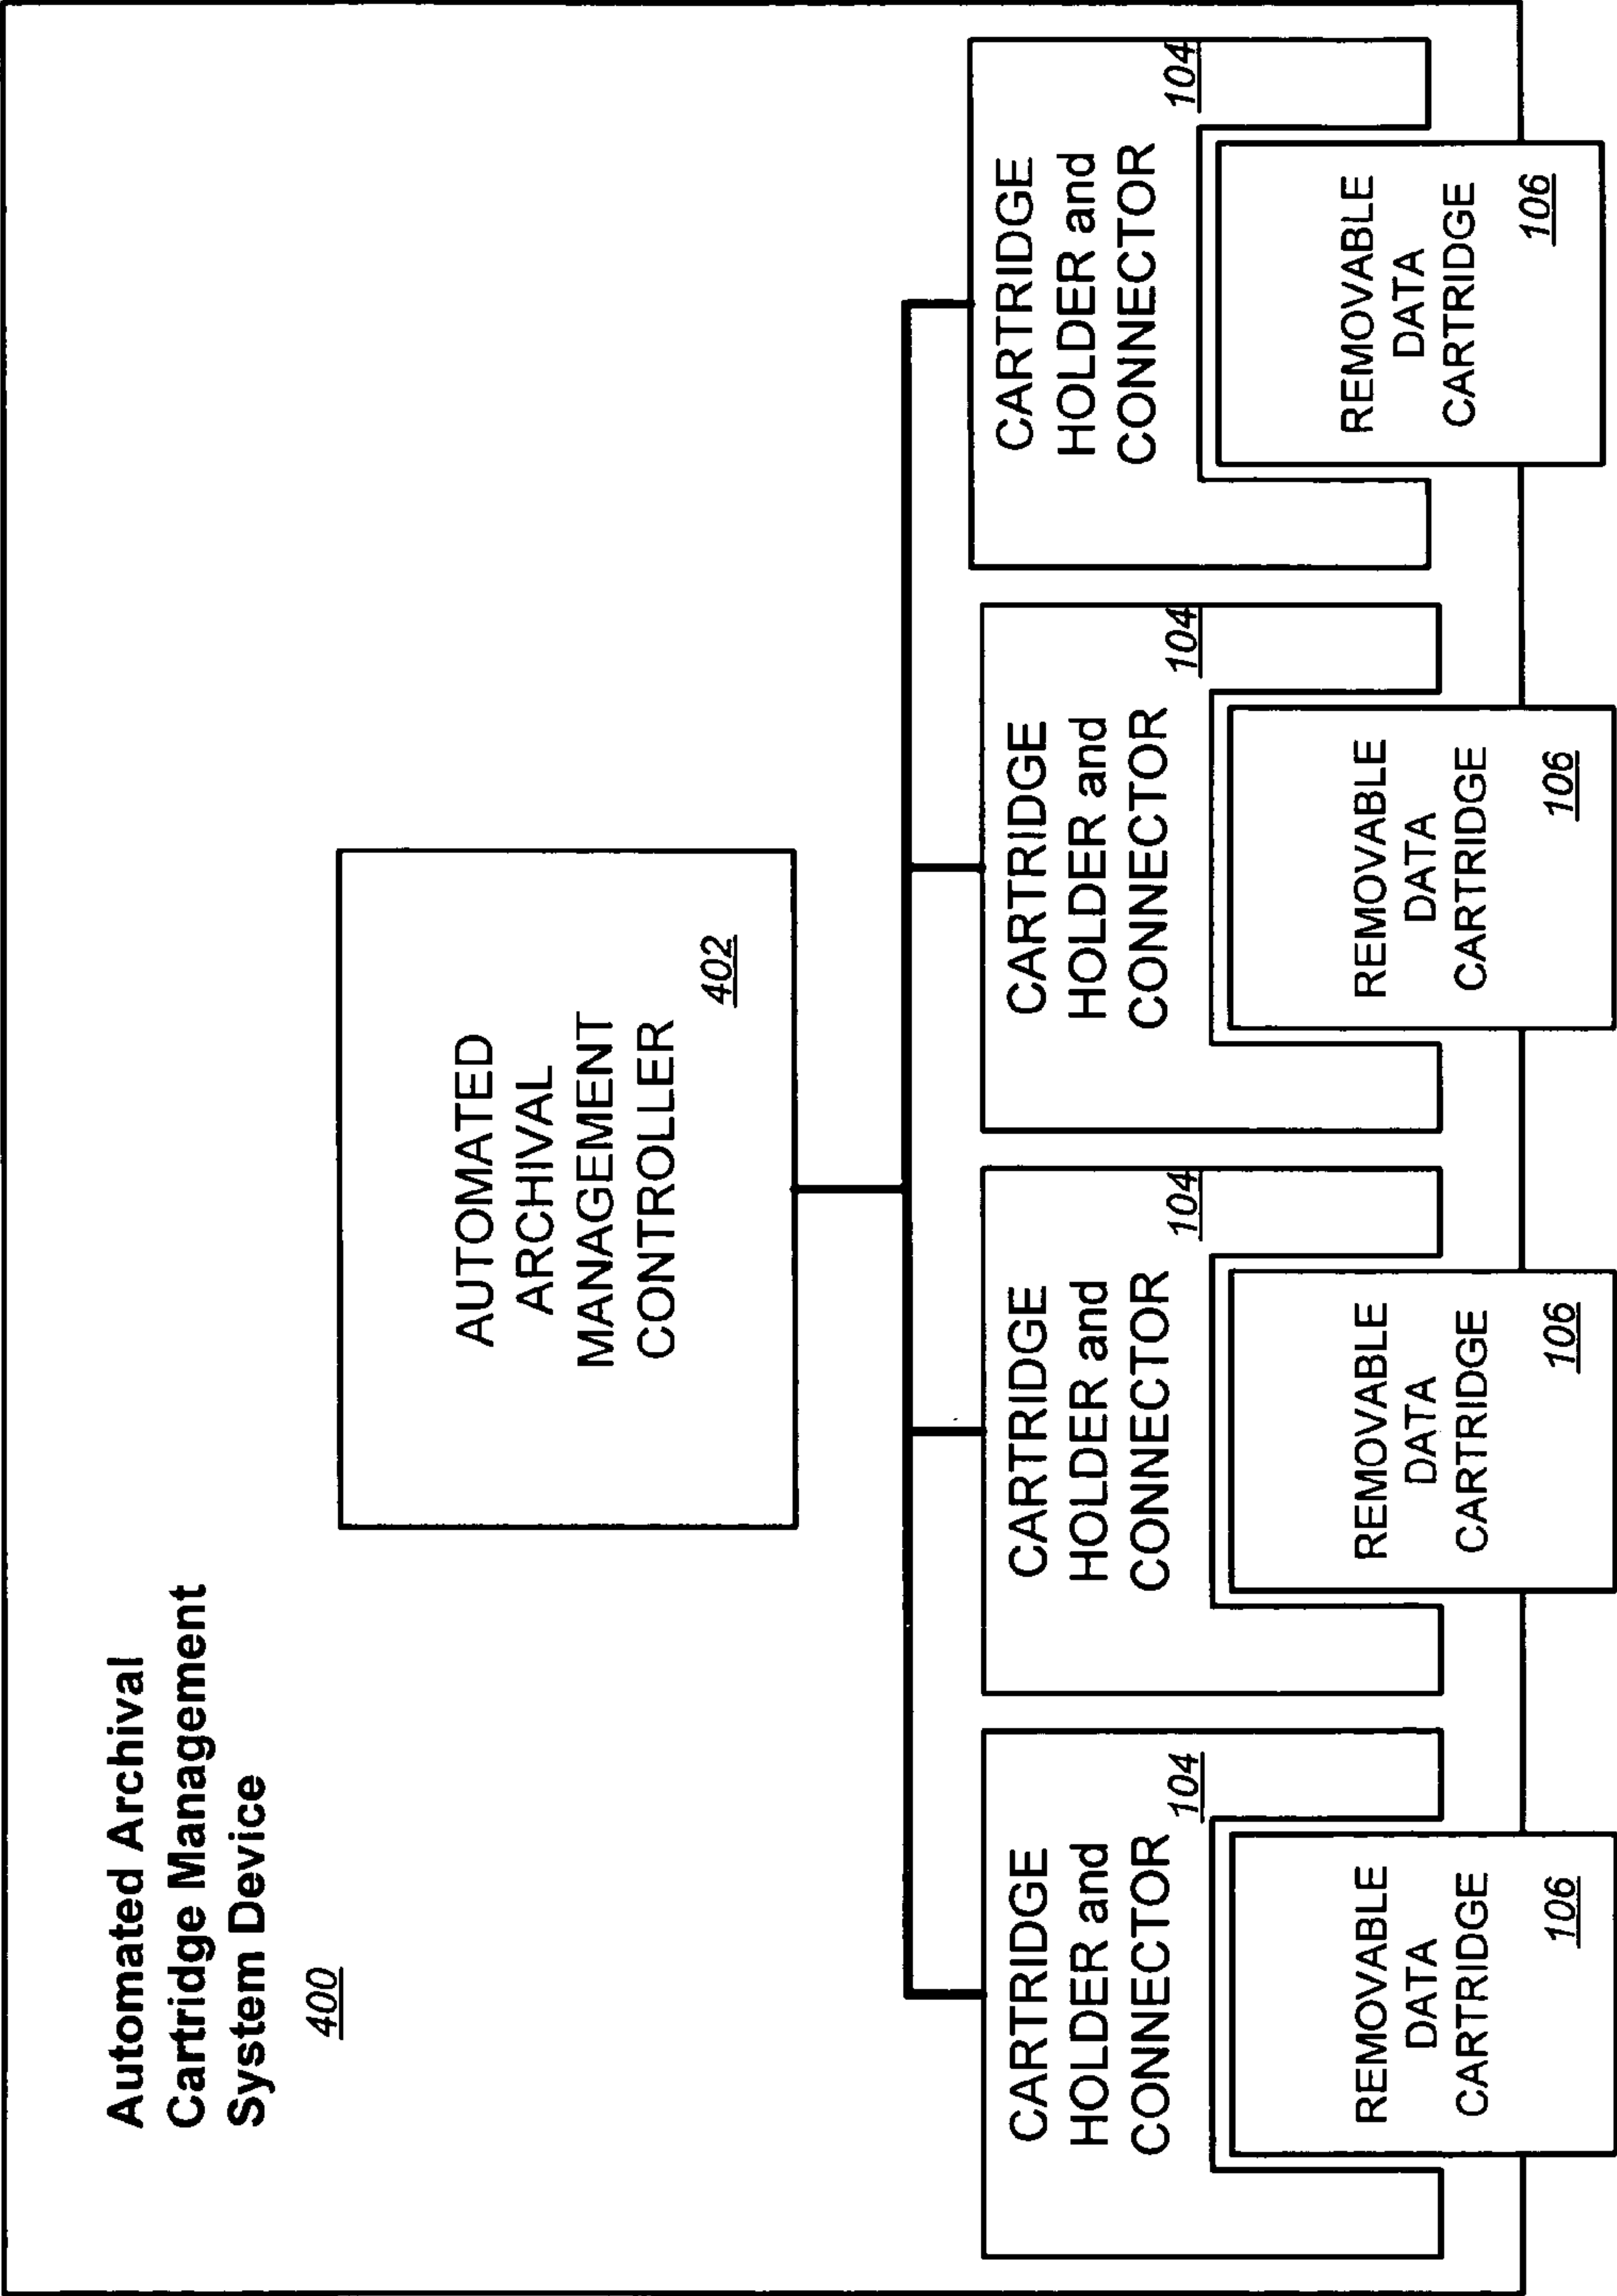 Automated Archival
Cartridge Management
System Device
400
AUTOMATED
ARCHIVAL
MANAGEMENT
CONTROLLER
402
CARTRIDGE
HOLDER and
CONNECTOR
104
REMOVABLE
DATA
CARTRIDGE
106
CARTRIDGE
HOLDER and
CONNECTOR
104
REMOVABLE
DATA
CARTRIDGE
106
CARTRIDGE
HOLDER and
CONNECTOR
104
REMOVABLE
DATA
CARTRIDGE
106
CARTRIDGE
HOLDER and
CONNECTOR
104
REMOVABLE
DATA
CARTRIDGE
106